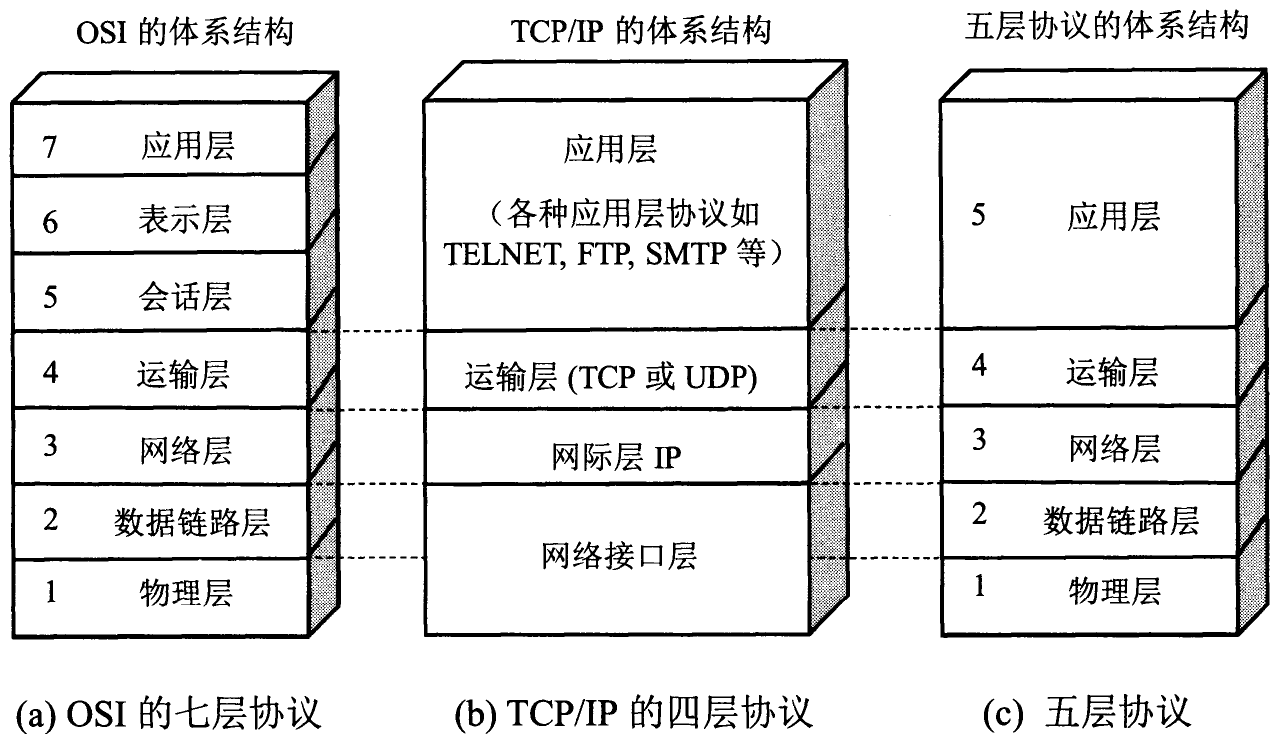 OSI 的体系结构
7 应用层
6 表示层
5 会话层
4 运输层
3 网络层
2 数据链路层
1 物理层
(a) OSI 的七层协议
TCP/IP 的体系结构
应用层
（各种应用层协议如
TELNET, FTP, SMTP 等）
运输层 (TCP 或 UDP)
网际层 IP
网络接口层
(b) TCP/IP 的四层协议
五层协议的体系结构
5 应用层
4 运输层
3 网络层
2 数据链路层
1 物理层
(c) 五层协议